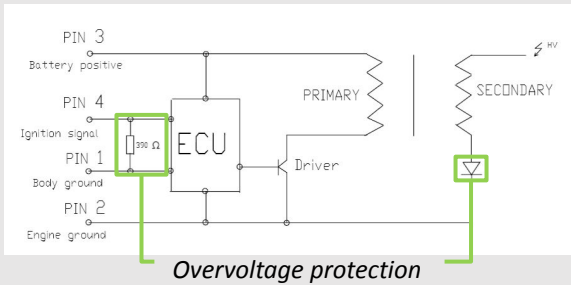 PIN 3
Battery positive
PIN 4
Ignition signal
390 Ω
ECU
PIN 1
Body ground
PIN 2
Engine ground
Driver
PRIMARY
SECONDARY
HV
Overvoltage protection